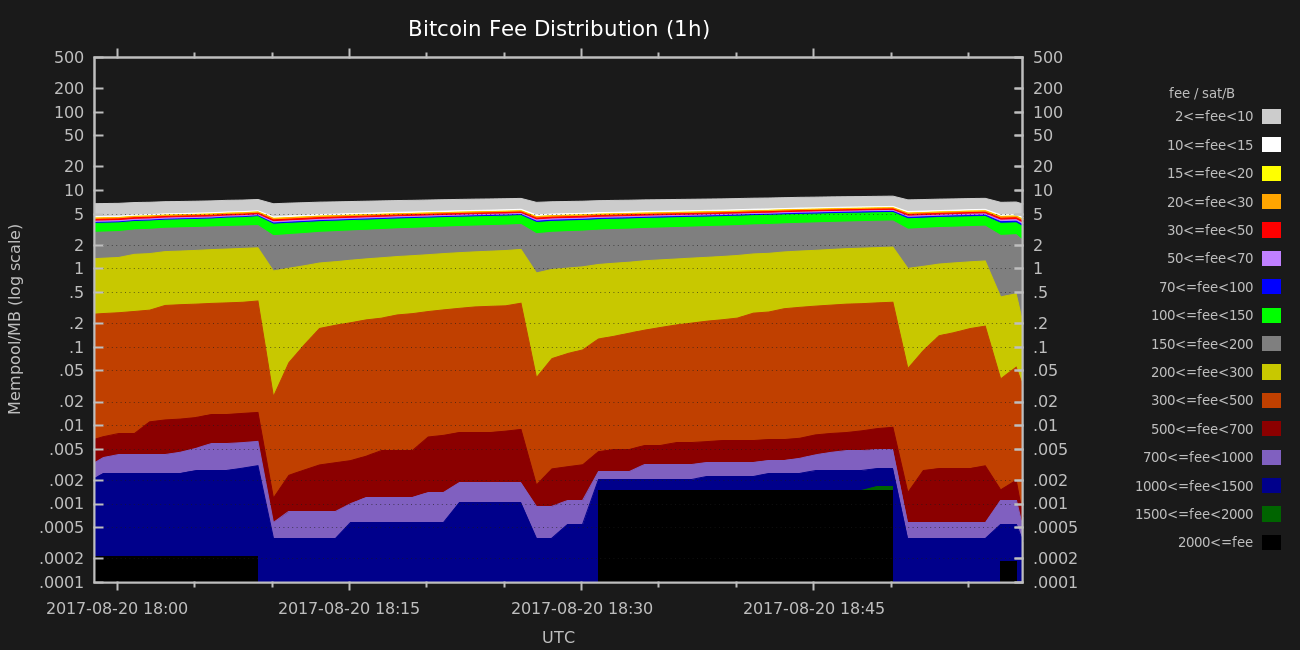 Bitcoin Fee Distribution (1h)
Mempool/MB (log scale)
500
200
100
50
20
10
5
2
1
.5
.2
.1
.05
.02
.01
.005
.002
.001
.0005
.0002
.0001
500
200
100
50
20
10
5
2
1
.5
.2
.1
.05
.02
.01
.005
.002
.001
.0005
.0002
.0001
2017-08-20 18:00 2017-08-20 18:15 2017-08-20 18:30 2017-08-20 18:45
UTC
fee / sat/B
2<=fee<10
10<=fee<15
15<=fee<20
20<=fee<30
30<=fee<50
50<=fee<70
70<=fee<100
100<=fee<150
150<=fee<200
200<=fee<300
300<=fee<500
500<=fee<700
700<=fee<1000
1000<=fee<1500
1500<=fee<2000
2000<=fee